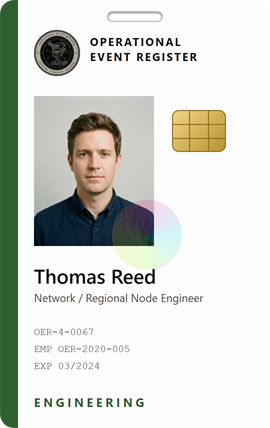 OPERATIONAL
EVENT REGISTER
Thomas Reed
Network / Regional Node Engineer
OER-4-0067
EMP OER-2020-005
EXP 03/2024
ENGINEERING